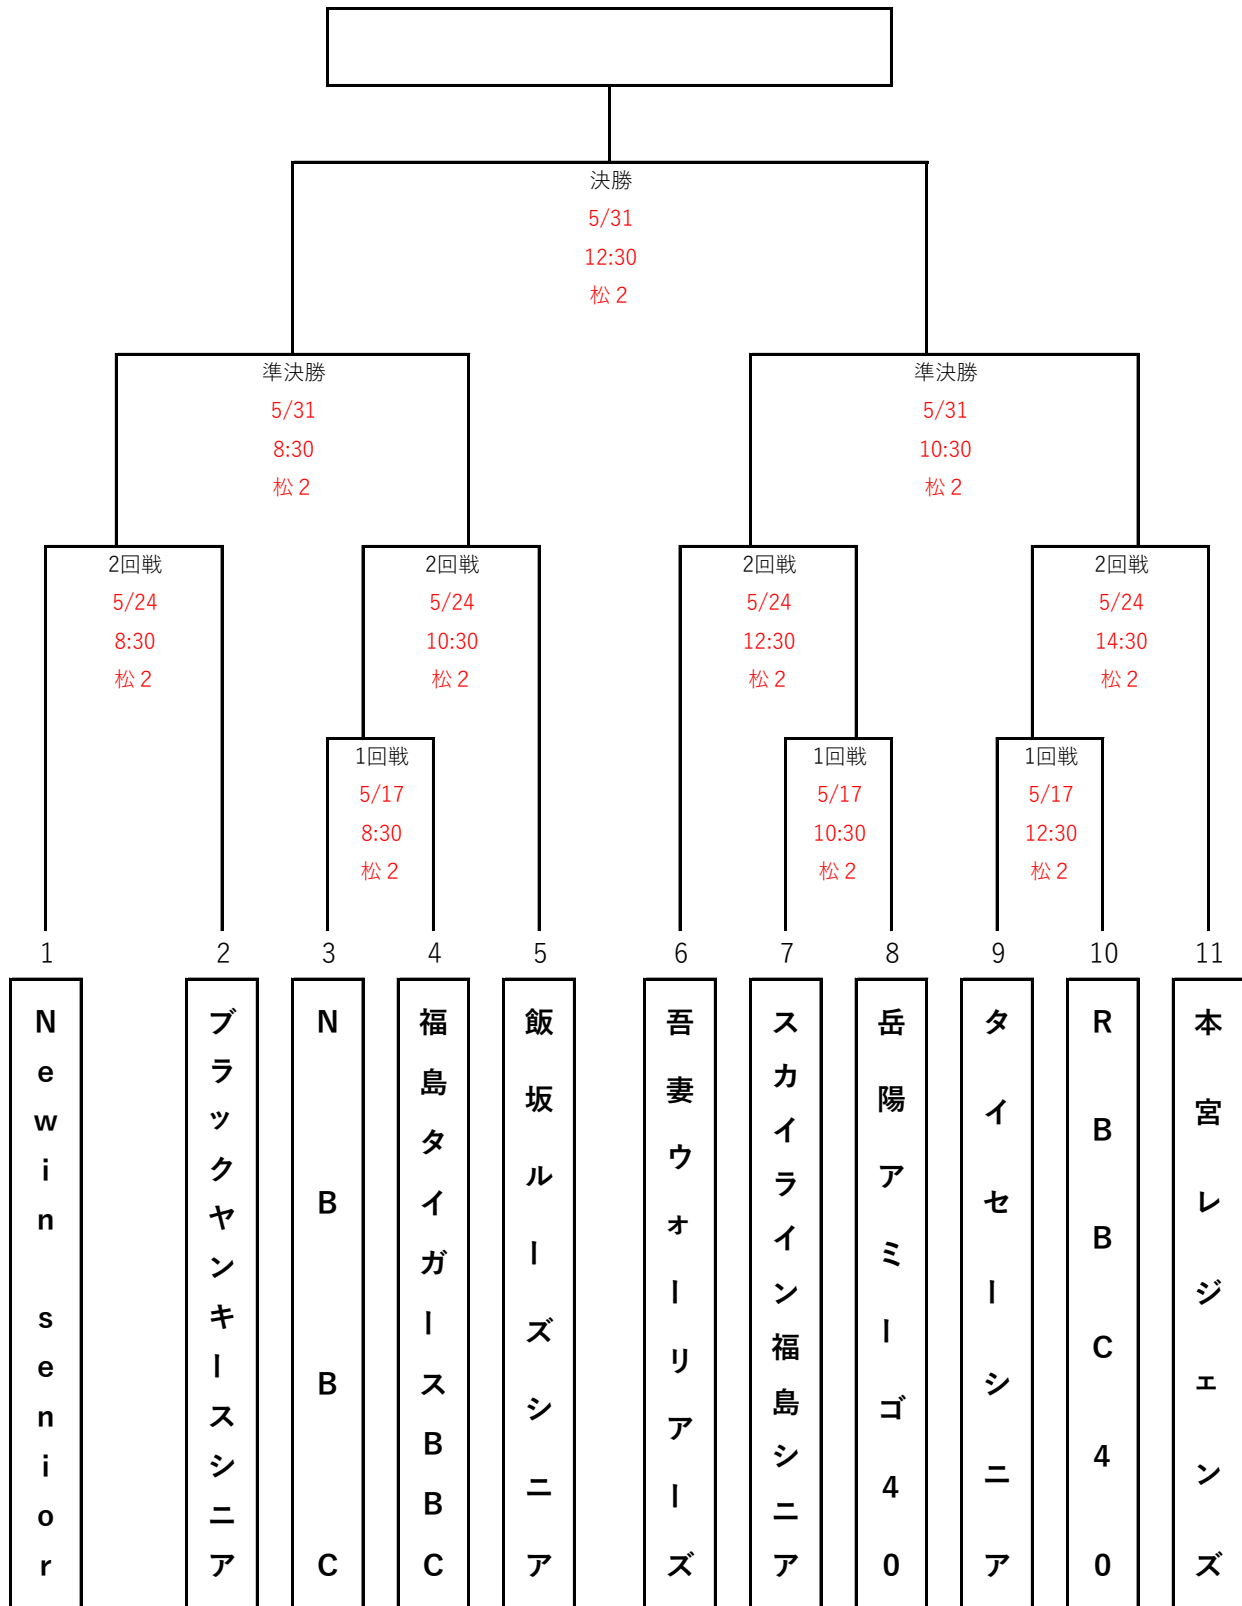 決勝
5/31
12:30
松２
準決勝
5/31
8:30
松２
準決勝
5/31
10:30
松２
2回戦
5/24
8:30
松２
2回戦
5/24
10:30
松２
2回戦
5/24
12:30
松２
2回戦
5/24
14:30
松２
1回戦
5/17
8:30
松２
1回戦
5/17
10:30
松２
1回戦
5/17
12:30
松２
1
2
3
4
5
6
7
8
9
10
11
Newin senior
ブラックヤンキースシニア
NBBC
福島タイガースBBC
飯坂ルーズシニア
吾妻ウォーリアーズ
スカイライン福島シニア
岳陽アミーゴ40
タイセーシニア
RBBC40
本宮レジェンズ